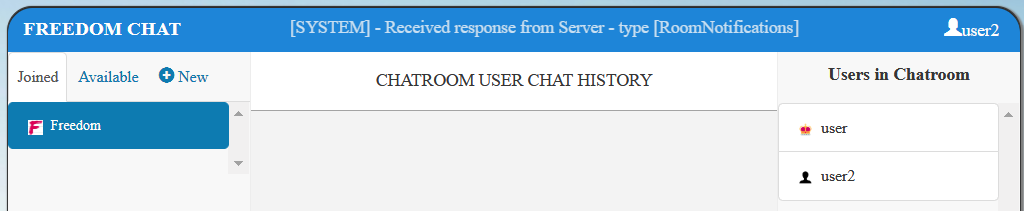 FREEDOM CHAT
[SYSTEM] - Received response from Server - type [RoomNotifications]
user2
Joined
Available
New
CHATROOM USER CHAT HISTORY
Users in Chatroom
F Freedom
user
user2